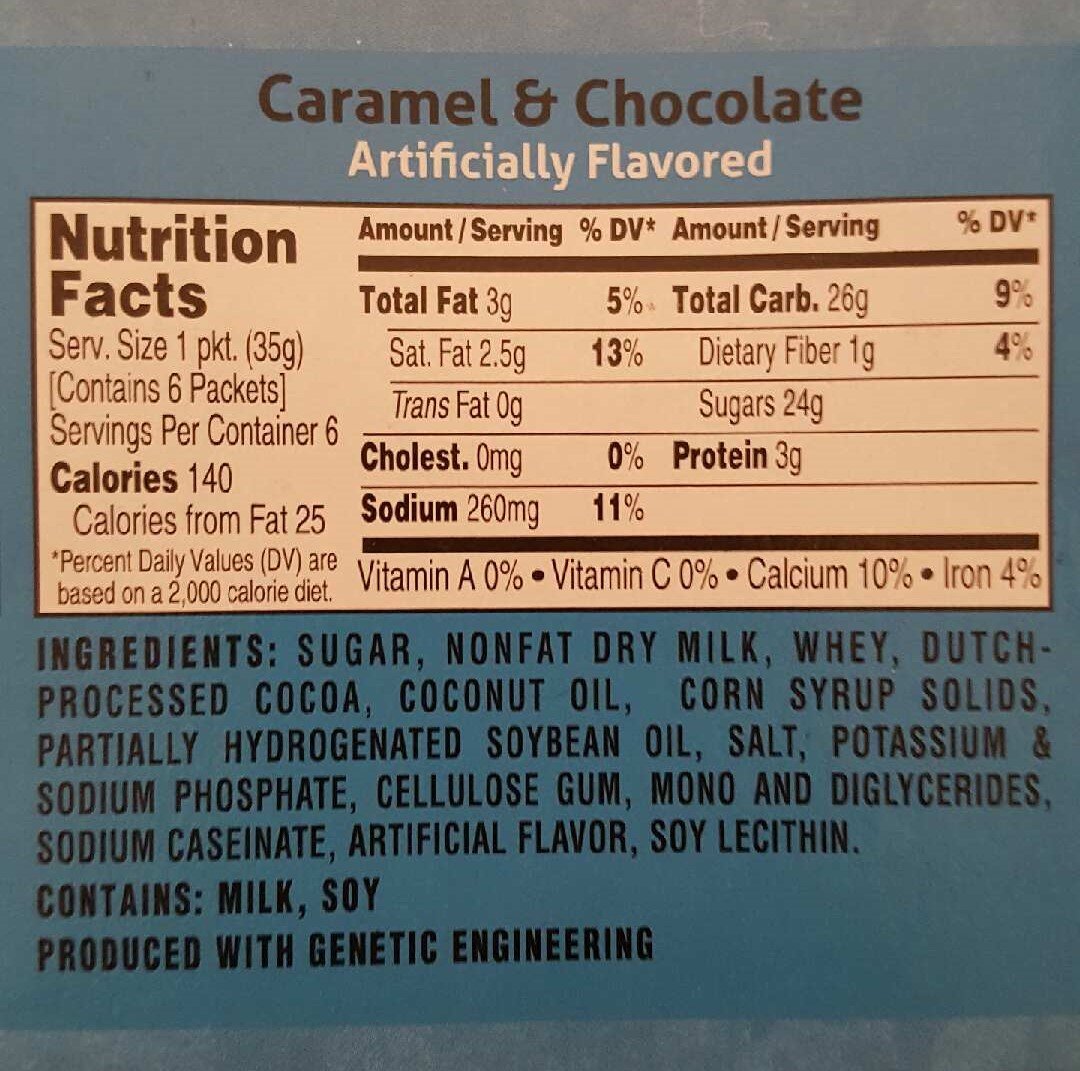 Caramel & Chocolate
Artificially Flavored
Nutrition
Facts
Serv. Size 1 pkt. (35g)
[Contains 6 Packets]
Servings Per Container 6
Calories 140
Calories from Fat 25
*Percent Daily Values (DV) are
based on a 2,000 calorie diet.
Amount / Serving % DV* Amount / Serving % DV*
Total Fat 3g 5% Total Carb. 26g 9%
Sat. Fat 2.5g 13% Dietary Fiber 1g 4%
Trans Fat 0g Sugars 24g
Cholest. 0mg 0% Protein 3g
Sodium 260mg 11%
Vitamin A 0% • Vitamin C 0% • Calcium 10% • Iron 4%
INGREDIENTS: SUGAR, NONFAT DRY MILK, WHEY, DUTCH-
PROCESSED COCOA, COCONUT OIL, CORN SYRUP SOLIDS,
PARTIALLY HYDROGENATED SOYBEAN OIL, SALT, POTASSIUM &
SODIUM PHOSPHATE, CELLULOSE GUM, MONO AND DIGLYCERIDES,
SODIUM CASEINATE, ARTIFICIAL FLAVOR, SOY LECITHIN.
CONTAINS: MILK, SOY
PRODUCED WITH GENETIC ENGINEERING